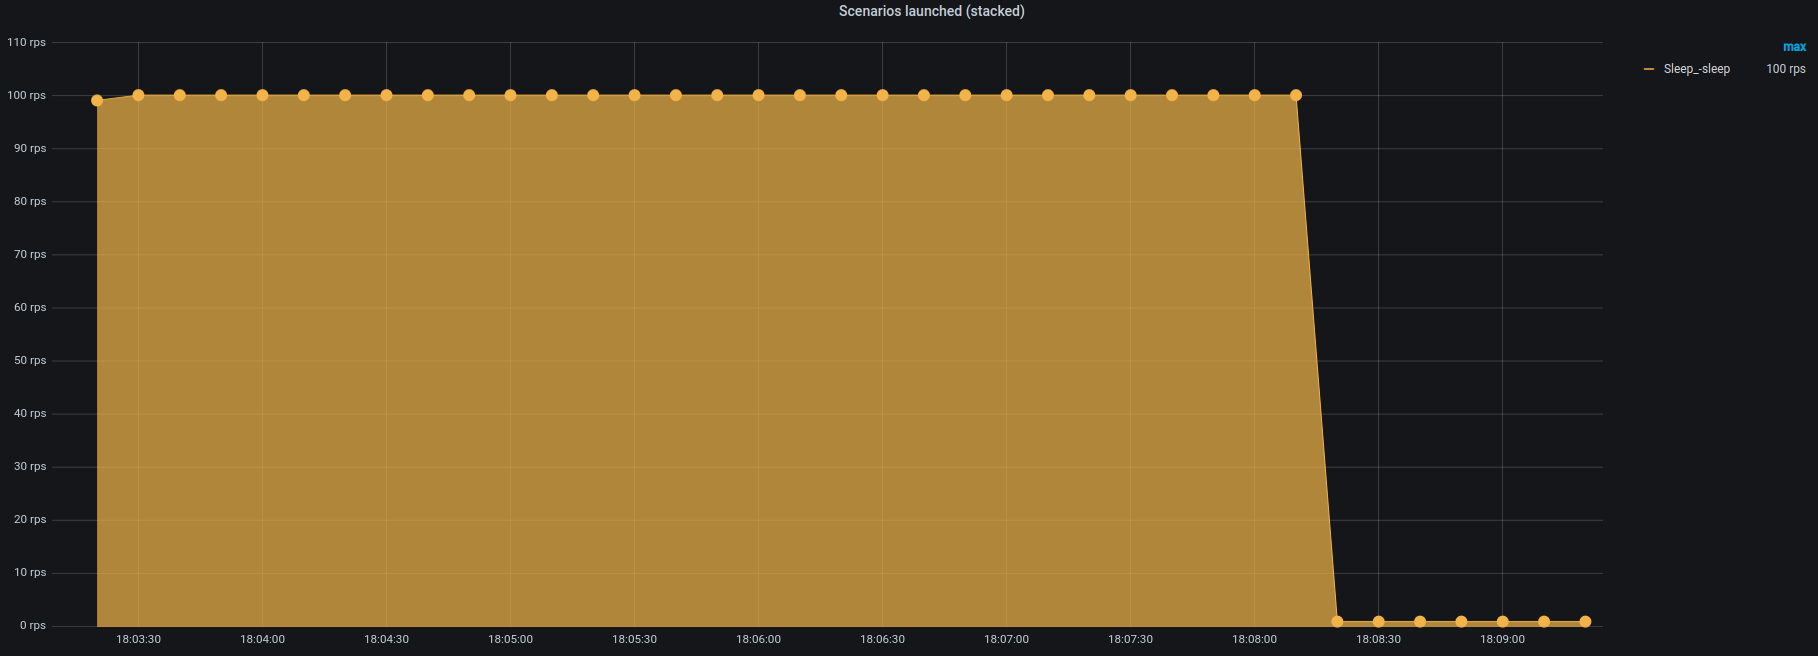 Scenarios launched (stacked)
110 rps
100 rps
90 rps
80 rps
70 rps
60 rps
50 rps
40 rps
30 rps
20 rps
10 rps
0 rps
18:03:30 18:04:00 18:04:30 18:05:00 18:05:30 18:06:00 18:06:30 18:07:00 18:07:30 18:08:00 18:08:30 18:09:00
max
Sleep_-sleep 100 rps